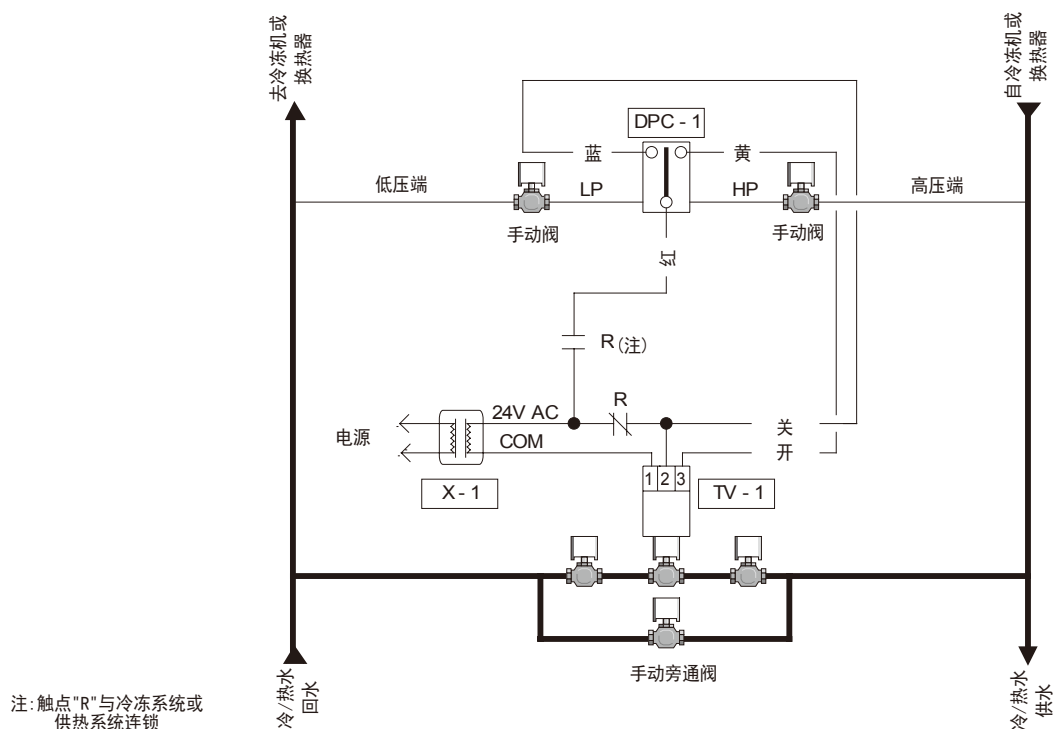 去冷冻机或
换热器
自冷冻机或
换热器
DPC - 1
蓝
黄
低压端
LP
HP
高压端
手动阀
手动阀
红
R(注)
24V AC
R
关
电源
COM
开
X - 1
1 2 3
TV - 1
手动旁通阀
冷/热水
回水
冷/热水
供水
注:触点"R"与冷冻系统或
供热系统连锁